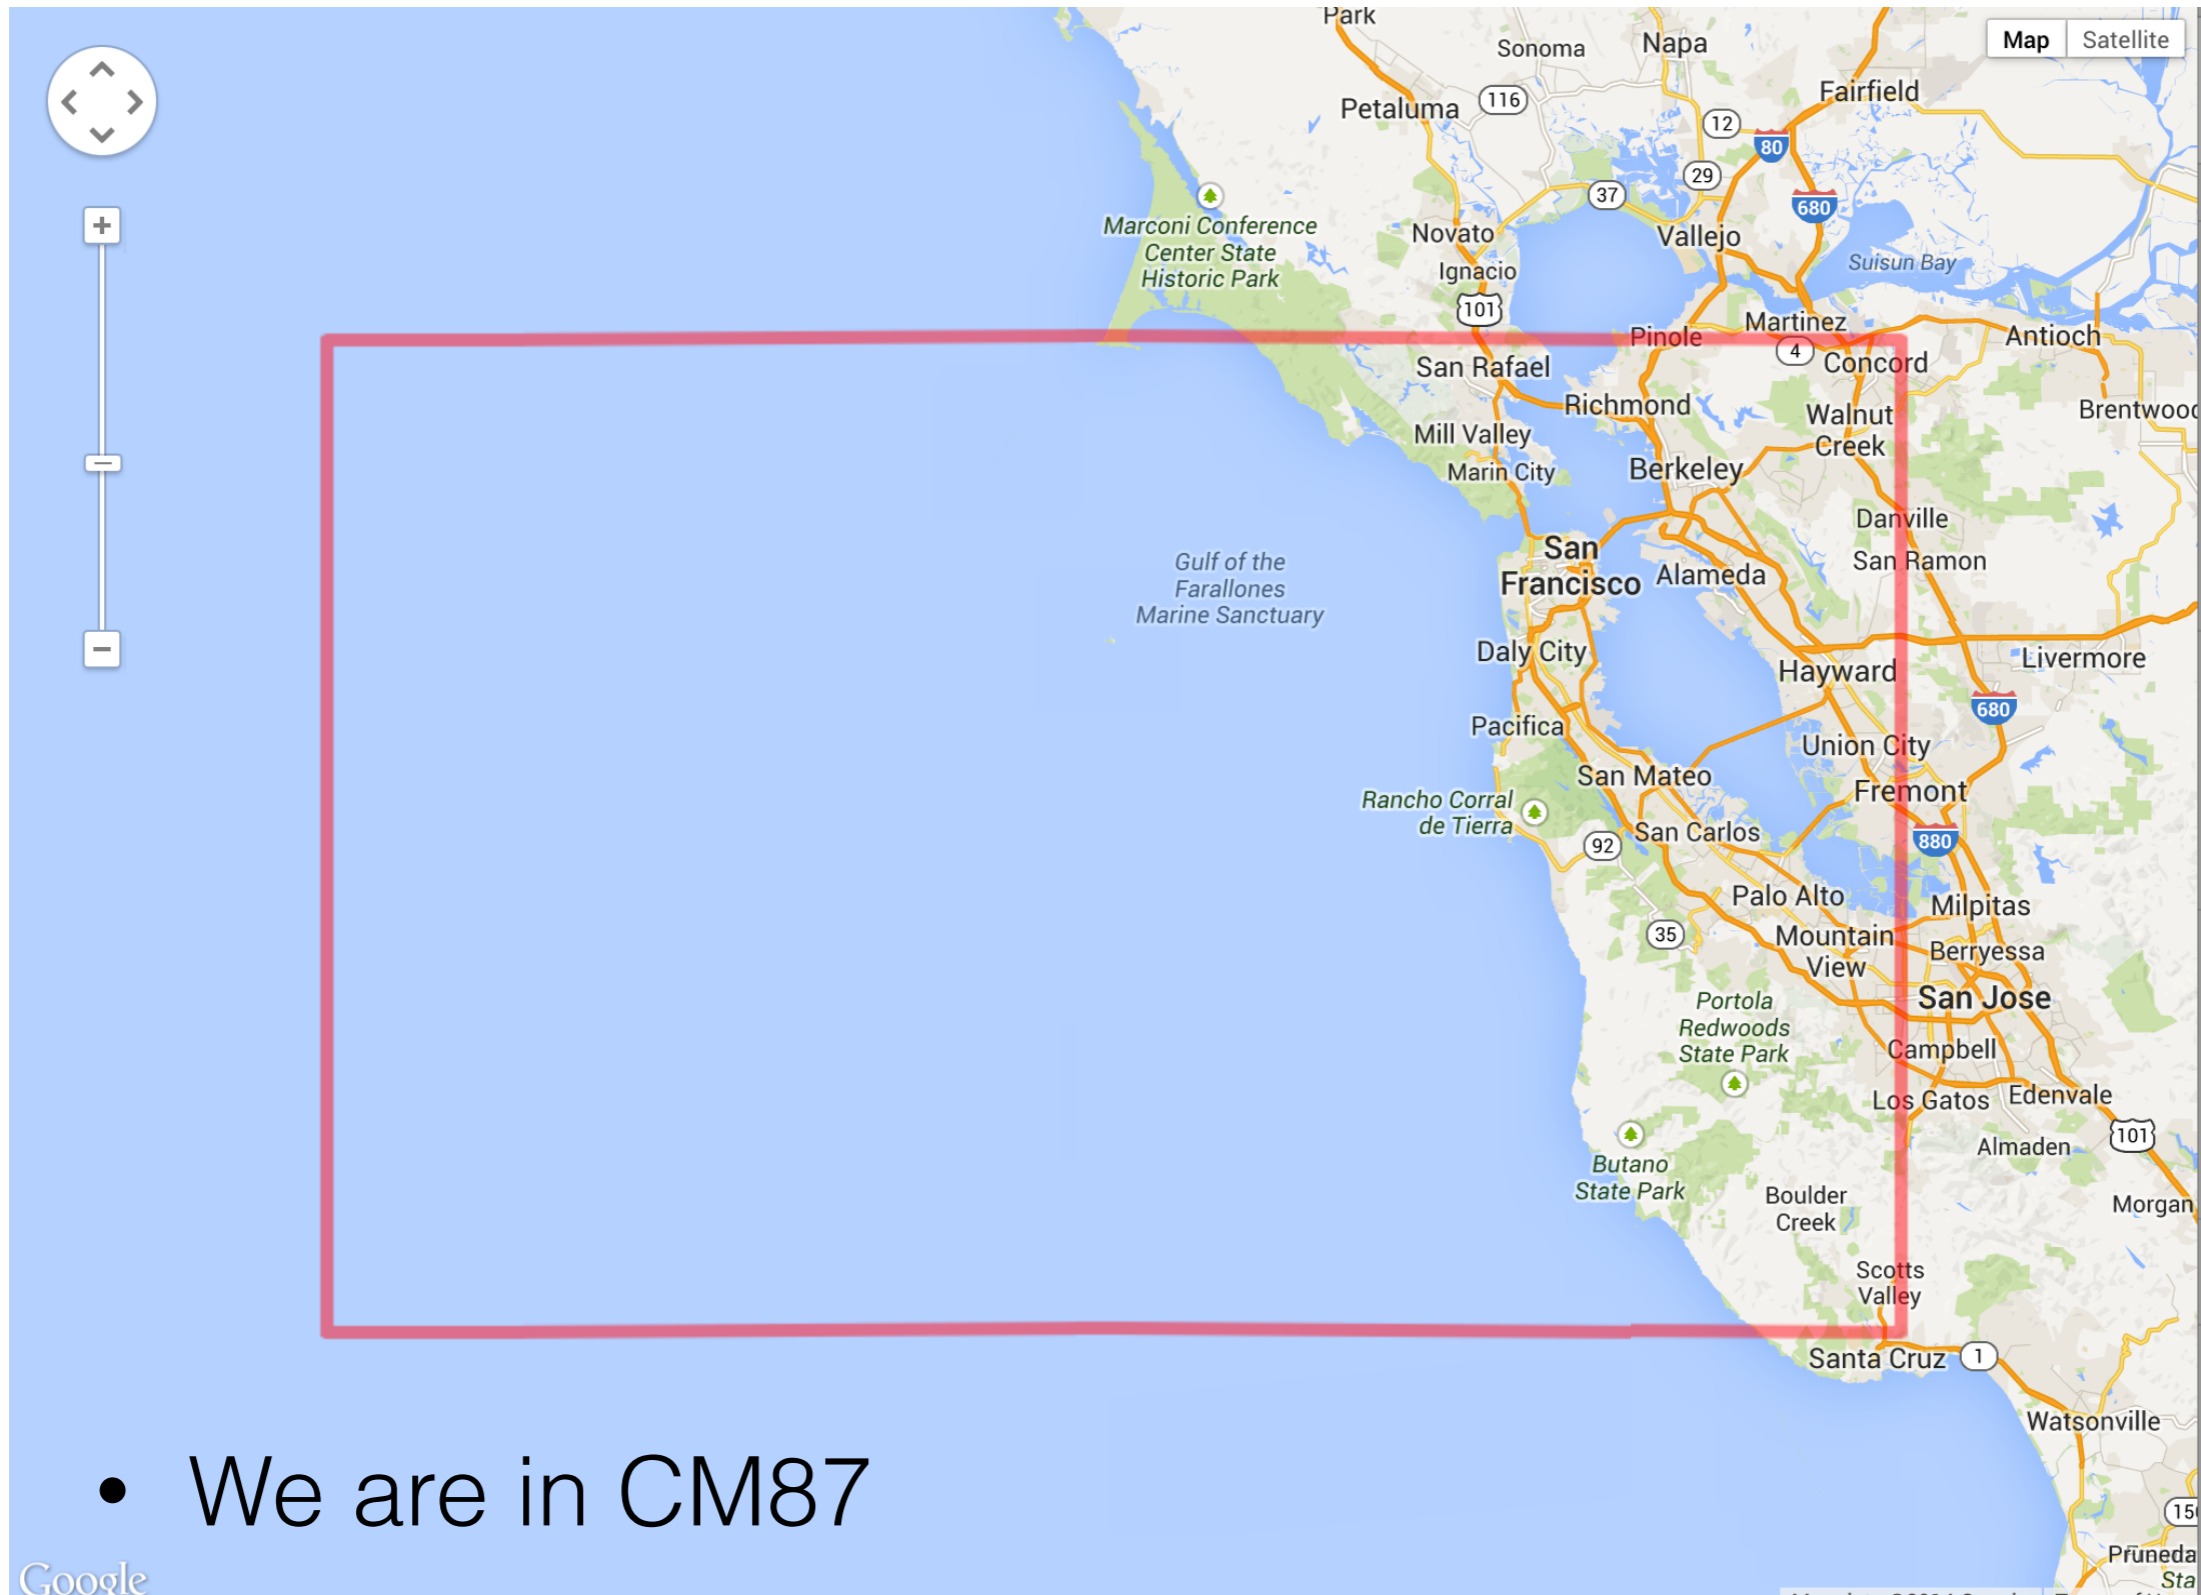 Park
Sonoma
Napa
Map
Satellite
Fairfield
Petaluma
116
12
80
29
37
680
Marconi Conference
Center State
Historic Park
Novato
Vallejo
Ignacio
Suisun Bay
101
Pinole
Martinez
Antioch
4
San Rafael
Concord
Richmond
Brentwood
Walnut
Creek
Mill Valley
Marin City
Berkeley
Danville
San
Francisco
San Ramon
Alameda
Gulf of the
Farallones
Marine Sanctuary
Daly City
Hayward
Livermore
680
Pacifica
Union City
San Mateo
Fremont
Rancho Corral
de Tierra
San Carlos
92
880
Palo Alto
Milpitas
35
Mountain
View
Berryessa
San Jose
Portola
Redwoods
State Park
Campbell
Los Gatos
Edenvale
Almaden
101
Butano
State Park
Boulder
Creek
Morgan
Scotts
Valley
Santa Cruz
1
Watsonville
• We are in CM87
Pruneda
Sta
Google